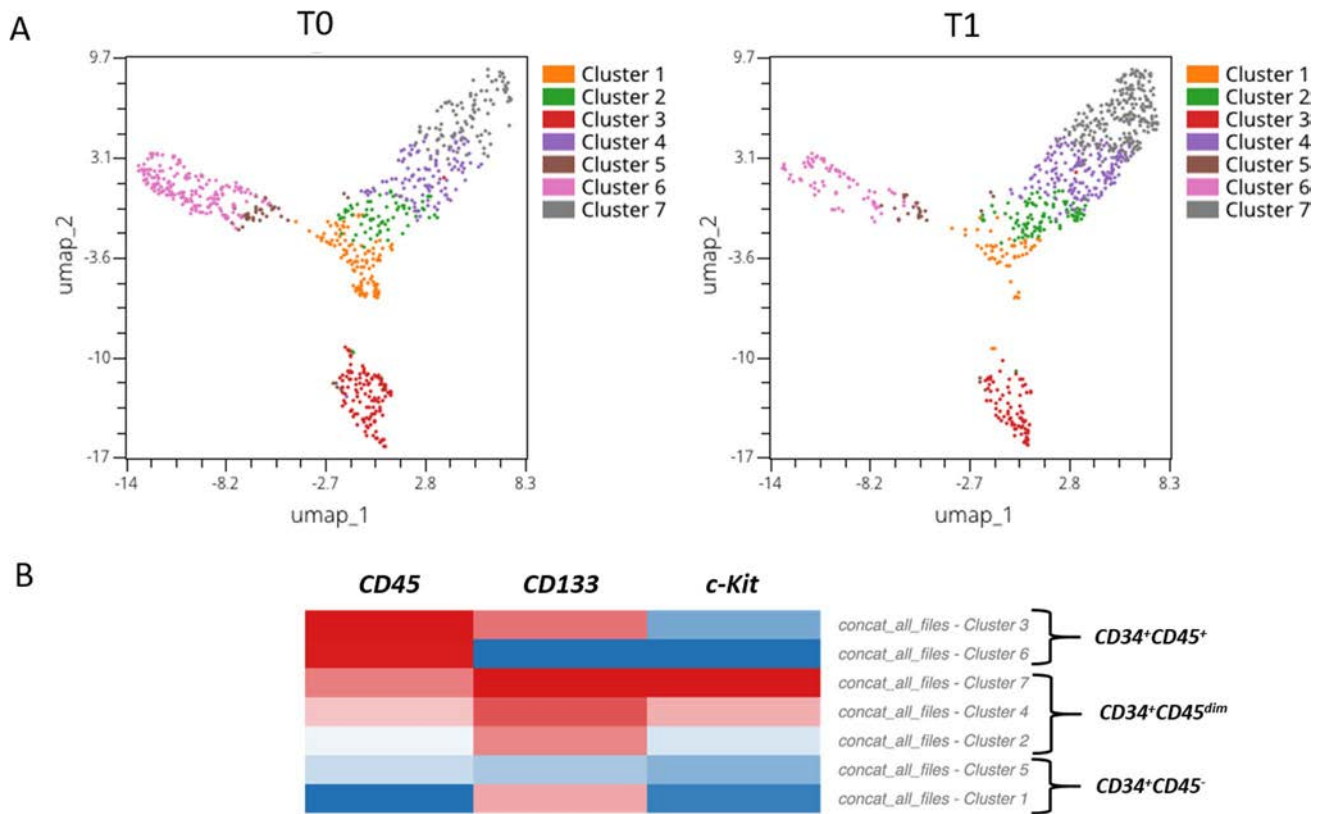 A
T0
T1
9.7
3.1
-3.6
-10
-17
umap_2
-14
-8.2
-2.7
2.8
8.3
umap_1
Cluster 1
Cluster 2
Cluster 3
Cluster 4
Cluster 5
Cluster 6
Cluster 7
9.7
3.1
-3.6
-10
-17
umap_2
-14
-8.2
-2.7
2.8
8.3
umap_1
Cluster 1
Cluster 2
Cluster 3
Cluster 4
Cluster 5
Cluster 6
Cluster 7
B
CD45
CD133
c-Kit
concat_all_files - Cluster 3
concat_all_files - Cluster 6
concat_all_files - Cluster 7
concat_all_files - Cluster 4
concat_all_files - Cluster 2
concat_all_files - Cluster 5
concat_all_files - Cluster 1
CD34⁺CD45⁺
CD34⁺CD45ᵈⁱᵐ
CD34⁺CD45⁻